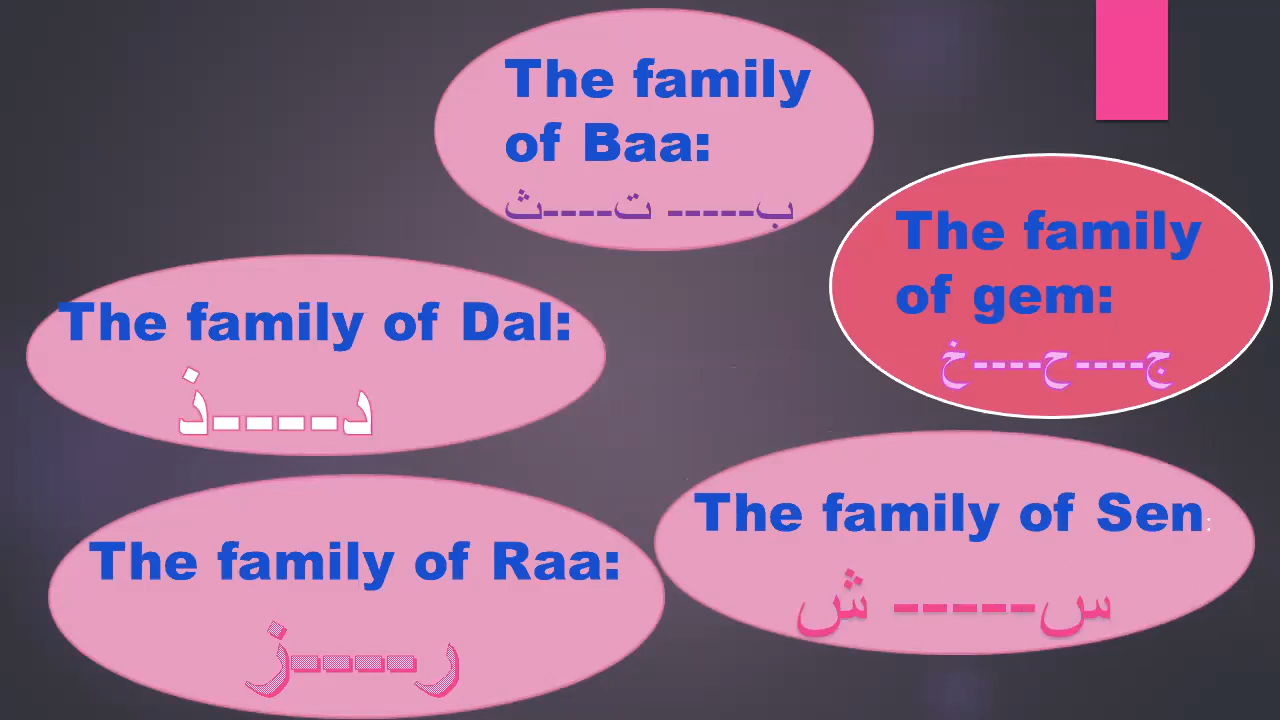 The family
of Baa:
ب----- ت----ث
The family
of gem:
ج----ح----خ
The family of Dal:
د----ذ
The family of Sen:
س----- ش
The family of Raa:
ر----ز